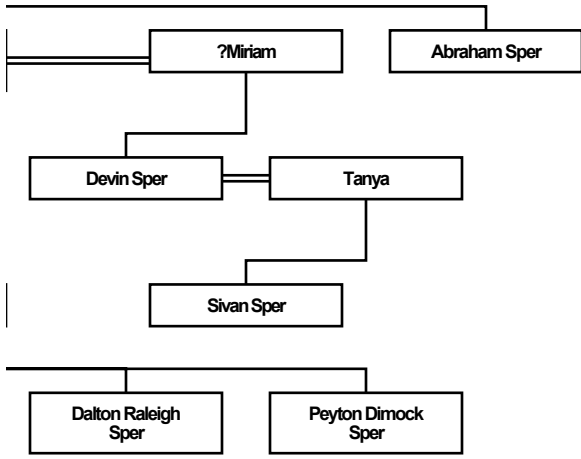 ?Miriam
Abraham Sper
Devin Sper
Tanya
Sivan Sper
Dalton Raleigh
Sper
Peyton Dimock
Sper